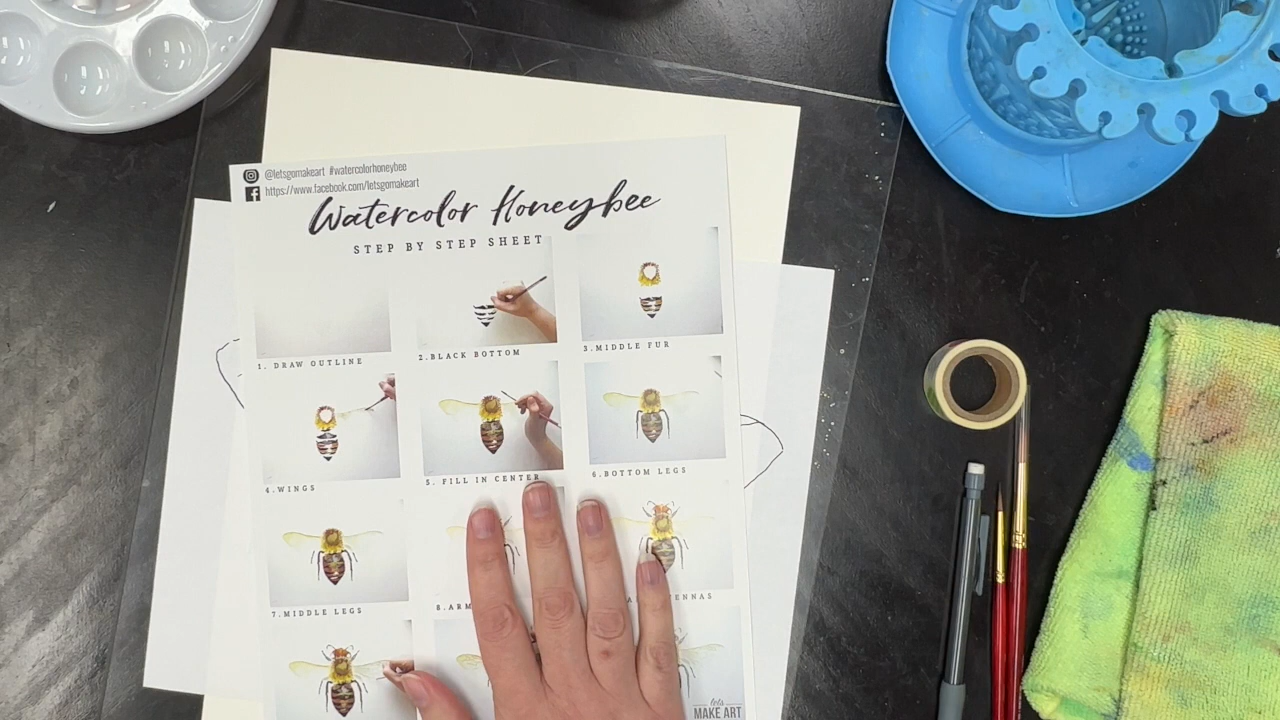 @letsgomakeart #watercolorhoneybee
https://www.facebook.com/letsgomakeart
Watercolor Honeybee
STEP BY STEP SHEET
1. DRAW OUTLINE
2.BLACK BOTTOM
3.MIDDLE FUR
4.WINGS
5. FILL IN CENTER
6.BOTTOM LEGS
7.MIDDLE LEGS
8.ARM
ENNAS
lets
MAKE ART